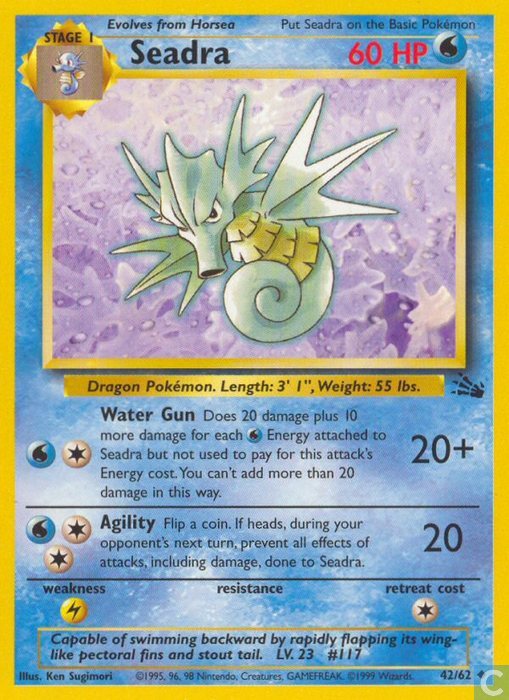 Evolves from Horsea Put Seadra on the Basic Pokémon
STAGE 1
Seadra 60 HP
Dragon Pokémon. Length: 3' 1", Weight: 55 lbs.
Water Gun Does 20 damage plus 10
more damage for each Energy attached to
Seadra but not used to pay for this attack's
Energy cost. You can't add more than 20
damage in this way.
20+
Agility Flip a coin. If heads, during your
opponent's next turn, prevent all effects of
attacks, including damage, done to Seadra.
20
weakness resistance retreat cost
Capable of swimming backward by rapidly flapping its wing-
like pectoral fins and stout tail. LV. 23 #117
Illus. Ken Sugimori ©1995, 96, 98 Nintendo, Creatures, GAMEFREAK. ©1999 Wizards. 42/62
C